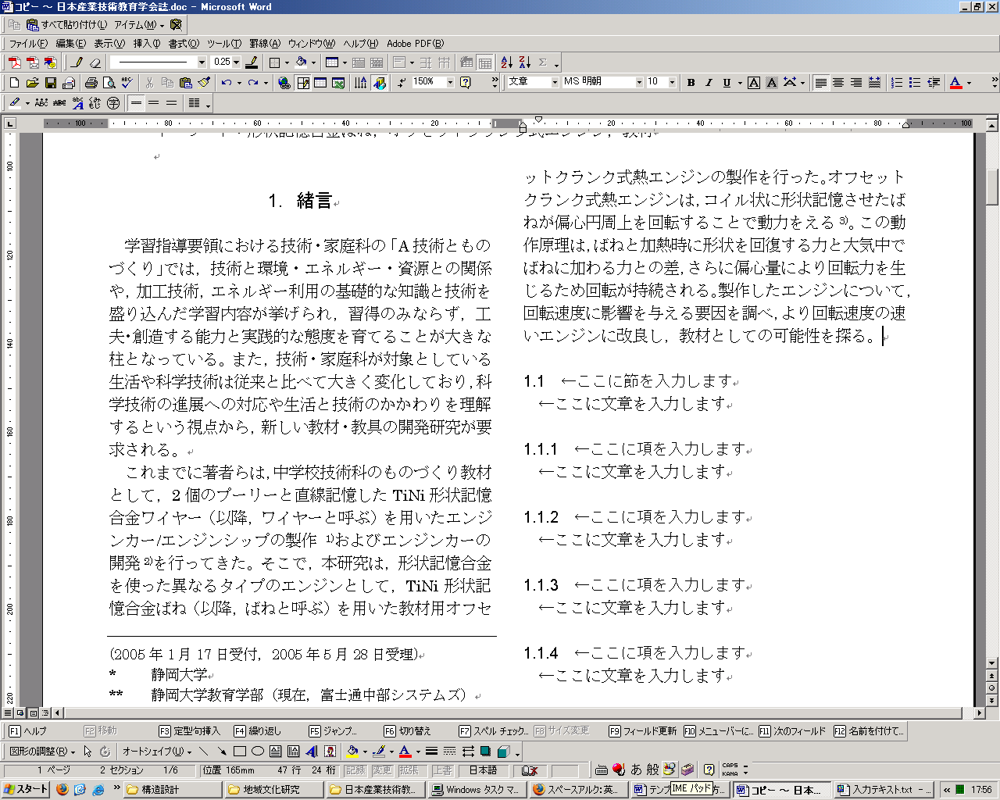 コピー ～ 日本産業技術教育学会誌.doc - Microsoft Word
すべて貼り付け(L) アイテム(M)
ファイル(F) 編集(E) 表示(V) 挿入(I) 書式(O) ツール(T) 罫線(A) ウィンドウ(W) ヘルプ(H) Adobe PDF(B)
0.25
150% 文章 MS 明朝 10 B I U A A A
100 80 60 40 20 20 40 60 80 100
1. 緒言
学習指導要領における技術・家庭科の「A 技術ともの
づくり」では，技術と環境・エネルギー・資源との関係
や，加工技術，エネルギー利用の基礎的な知識と技術を
盛り込んだ学習内容が挙げられ，習得のみならず，工
夫・創造する能力と実践的な態度を育てることが大きな
柱となっている。また，技術・家庭科が対象としている
生活や科学技術は従来と比べて大きく変化しており，科
学技術の進展への対応や生活と技術のかかわりを理解
するという視点から，新しい教材・教具の開発研究が要
求される。
これまでに著者らは，中学校技術科のものづくり教材
として，2 個のプーリーと直線記憶した TiNi 形状記憶
合金ワイヤー（以降，ワイヤーと呼ぶ）を用いたエンジ
ンカー/エンジンシップの製作 1)およびエンジンカーの
開発 2)を行ってきた。そこで，本研究は，形状記憶合金
を使った異なるタイプのエンジンとして，TiNi 形状記
憶合金ばね（以降，ばねと呼ぶ）を用いた教材用オフセ
(2005 年 1 月 17 日受付，2005 年 5 月 28 日受理)
* 静岡大学
** 静岡大学教育学部（現在，富士通中部システムズ）
ットクランク式熱エンジンの製作を行った。オフセット
クランク式熱エンジンは，コイル状に形状記憶させたば
ねが偏心円周上を回転することで動力をえる 3)。この動
作原理は，ばねと加熱時に形状を回復する力と大気中で
ばねに加わる力との差，さらに偏心量により回転力を生
じるため回転が持続される。製作したエンジンについて，
回転速度に影響を与える要因を調べ，より回転速度の速
いエンジンに改良し，教材としての可能性を探る。
1.1 ←ここに節を入力します
←ここに文章を入力します
1.1.1 ←ここに項を入力します
←ここに文章を入力します
1.1.2 ←ここに項を入力します
←ここに文章を入力します
1.1.3 ←ここに項を入力します
←ここに文章を入力します
1.1.4 ←ここに項を入力します
←ここに文章を入力します
F1 ヘルプ F2 移動 F3 定型句挿入 F4 繰り返し F5 ジャンプ... F6 切り替え F7 スペル チェック... F8 サイズ変更 F9 フィールド更新 F10 メニューバーに... F11 次のフィールド F12 名前を付けて...
図形の調整(R) オートシェイプ(U)
1 ページ 2 セクション 1/6 位置 165mm 47 行 24 桁 記録 変更 拡張 上書 日本語 あ 般 CAPS KANA
スタート 構造設計 地域文化研究 日本産業技術教... Windows タスク マ... スペースアルク: 英... テンプ IMEパッド 方... コピー ～ 日本... 入力テキスト.txt - ... 17:56